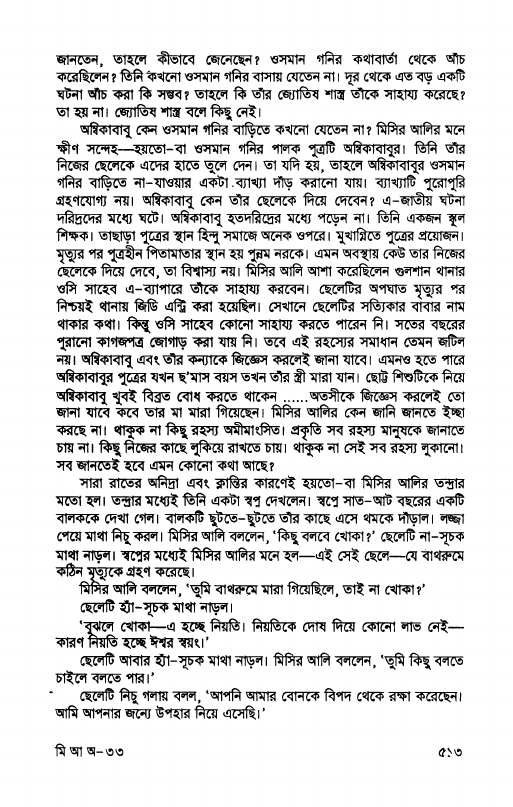 জানতেন, তাহলে কীভাবে জেনেছেন? ওসমান গনির কথাবার্তা থেকে আঁচ
করেছিলেন? তিনি কখনো ওসমান গনির বাসায় যেতেন না। দূর থেকে এত বড় একটি
ঘটনা আঁচ করা কি সম্ভব? তাহলে কি তাঁর জ্যোতিষ শাস্ত্র তাঁকে সাহায্য করেছে?
তা হয় না। জ্যোতিষ শাস্ত্র বলে কিছু নেই।
অম্বিকাবাবু কেন ওসমান গনির বাড়িতে কখনো যেতেন না? মিসির আলির মনে
ক্ষীণ সন্দেহ—হয়তো-বা ওসমান গনির পালক পুত্রটি অম্বিকাবাবুর। তিনি তাঁর
নিজের ছেলেকে এদের হাতে তুলে দেন। তা যদি হয়, তাহলে অম্বিকাবাবুর ওসমান
গনির বাড়িতে না-যাওয়ার একটা ব্যাখ্যা দাঁড় করানো যায়। ব্যাখ্যাটি পুরোপুরি
গ্রহণযোগ্য নয়। অম্বিকাবাবু কেন তাঁর ছেলেকে দিয়ে দেবেন? এ-জাতীয় ঘটনা
দরিদ্রদের মধ্যে ঘটে। অম্বিকাবাবু হতদরিদ্রের মধ্যে পড়েন না। তিনি একজন স্কুল
শিক্ষক। তাছাড়া পুত্রের স্থান হিন্দু সমাজে অনেক ওপরে। মুখাগ্নিতে পুত্রের প্রয়োজন।
মৃত্যুর পর পুত্রহীন পিতামাতার স্থান হয় পুন্নম নরকে। এমন অবস্থায় কেউ তার নিজের
ছেলেকে দিয়ে দেবে, তা বিশ্বাস্য নয়। মিসির আলি আশা করেছিলেন গুলশান থানার
ওসি সাহেব এ-ব্যাপারে তাঁকে সাহায্য করবেন। ছেলেটির অপঘাত মৃত্যুর পর
নিশ্চয়ই থানায় জিডি এন্ট্রি করা হয়েছিল। সেখানে ছেলেটির সত্যিকার বাবার নাম
থাকার কথা। কিন্তু ওসি সাহেব কোনো সাহায্য করতে পারেন নি। সতের বছরের
পুরানো কাগজপত্র জোগাড় করা যায় নি। তবে এই রহস্যের সমাধান তেমন জটিল
নয়। অম্বিকাবাবু এবং তাঁর কন্যাকে জিজ্ঞেস করলেই জানা যাবে। এমনও হতে পারে
অম্বিকাবাবুর পুত্রের যখন ছ'মাস বয়স তখন তাঁর স্ত্রী মারা যান। ছোট্ট শিশুটিকে নিয়ে
অম্বিকাবাবু খুবই বিব্রত বোধ করতে থাকেন ......অতসীকে জিজ্ঞেস করলেই তো
জানা যাবে কবে তার মা মারা গিয়েছেন। মিসির আলির কেন জানি জানতে ইচ্ছা
করছে না। থাকুক না কিছু রহস্য অমীমাংসিত। প্রকৃতি সব রহস্য মানুষকে জানাতে
চায় না। কিছু নিজের কাছে লুকিয়ে রাখতে চায়। থাকুক না সেই সব রহস্য লুকানো।
সব জানতেই হবে এমন কোনো কথা আছে?
সারা রাতের অনিদ্রা এবং ক্লান্তির কারণেই হয়তো-বা মিসির আলির তন্দ্রার
মতো হল। তন্দ্রার মধ্যেই তিনি একটা স্বপ্ন দেখলেন। স্বপ্নে সাত-আট বছরের একটি
বালককে দেখা গেল। বালকটি ছুটতে-ছুটতে তাঁর কাছে এসে থমকে দাঁড়াল। লজ্জা
পেয়ে মাথা নিচু করল। মিসির আলি বললেন, 'কিছু বলবে খোকা?' ছেলেটি না-সূচক
মাথা নাড়ল। স্বপ্নের মধ্যেই মিসির আলির মনে হল—এই সেই ছেলে—যে বাথরুমে
কঠিন মৃত্যুকে গ্রহণ করেছে।
মিসির আলি বললেন, 'তুমি বাথরুমে মারা গিয়েছিলে, তাই না খোকা?'
ছেলেটি হ্যাঁ-সূচক মাথা নাড়ল।
'বুঝলে খোকা—এ হচ্ছে নিয়তি। নিয়তিকে দোষ দিয়ে কোনো লাভ নেই—
কারণ নিয়তি হচ্ছে ঈশ্বর স্বয়ং।'
ছেলেটি আবার হ্যাঁ-সূচক মাথা নাড়ল। মিসির আলি বললেন, 'তুমি কিছু বলতে
চাইলে বলতে পার।'
ছেলেটি নিচু গলায় বলল, 'আপনি আমার বোনকে বিপদ থেকে রক্ষা করেছেন।
আমি আপনার জন্যে উপহার নিয়ে এসেছি।'
মি আ অ-৩৩
৫১৩